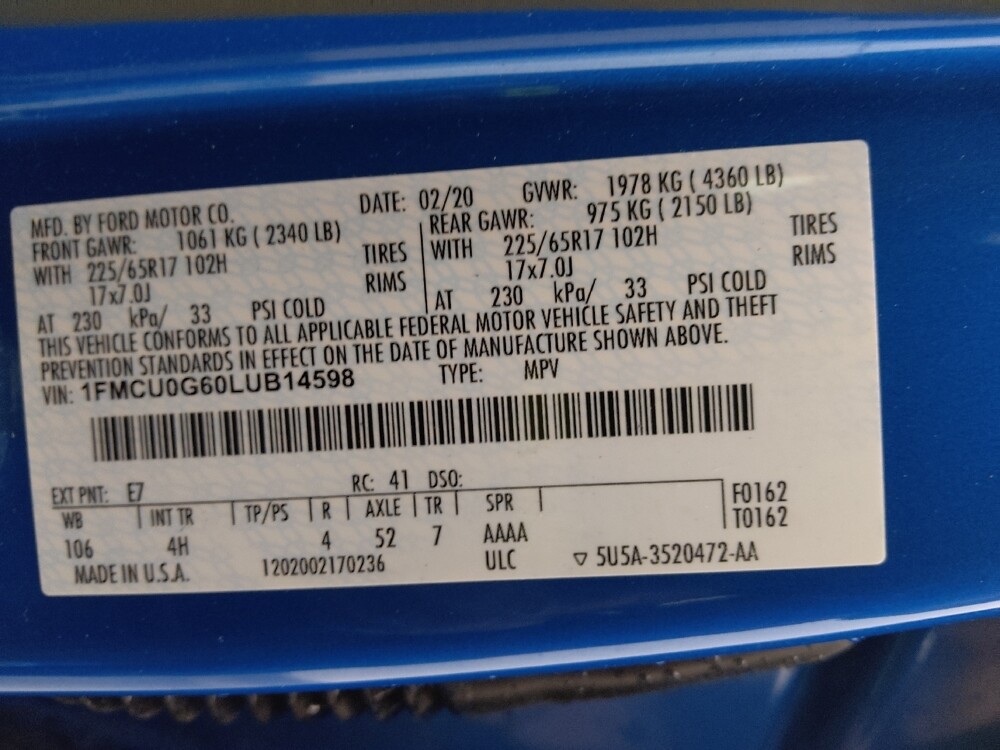 MFD. BY FORD MOTOR CO. DATE: 02/20 GVWR: 1978 KG ( 4360 LB)
FRONT GAWR: 1061 KG ( 2340 LB)
WITH 225/65R17 102H TIRES
17x7.0J RIMS
AT 230 kPa/ 33 PSI COLD
REAR GAWR: 975 KG ( 2150 LB)
WITH 225/65R17 102H TIRES
17x7.0J RIMS
AT 230 kPa/ 33 PSI COLD
THIS VEHICLE CONFORMS TO ALL APPLICABLE FEDERAL MOTOR VEHICLE SAFETY AND THEFT
PREVENTION STANDARDS IN EFFECT ON THE DATE OF MANUFACTURE SHOWN ABOVE.
VIN: 1FMCU0G60LUB14598 TYPE: MPV
EXT PNT: E7 RC: 41 DSO:
WB INT TR TP/PS R AXLE TR SPR F0162
T0162
106 4H 4 52 7 AAAA
MADE IN U.S.A. 1202002170236 ULC ▽ 5U5A-3520472-AA